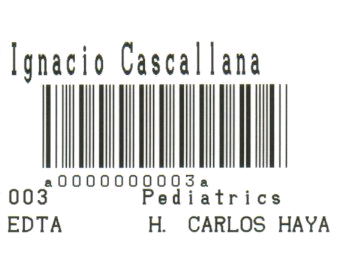 Ignacio Cascallana
a0000000003a
003 Pediatrics
EDTA H. CARLOS HAYA